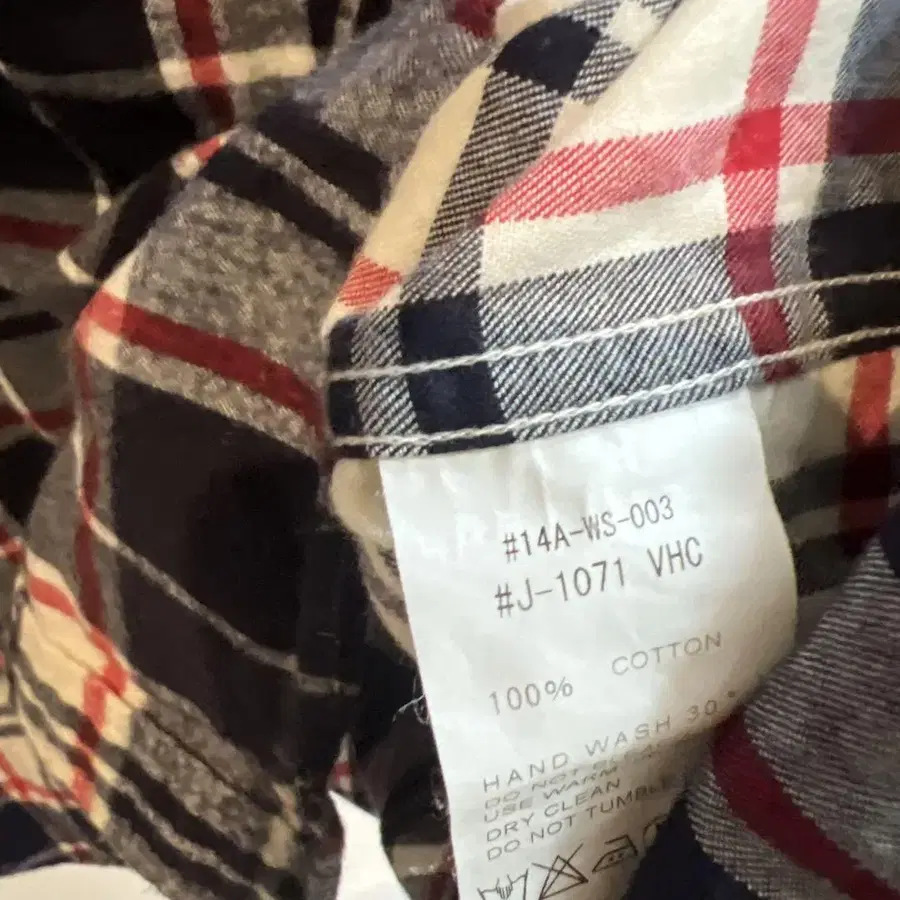 #14A-WS-003
#J-1071 VHC
100% COTTON
HAND WASH 30°
DO NOT BLEACH
USE WARM
DRY CLEAN
DO NOT TUMBLE